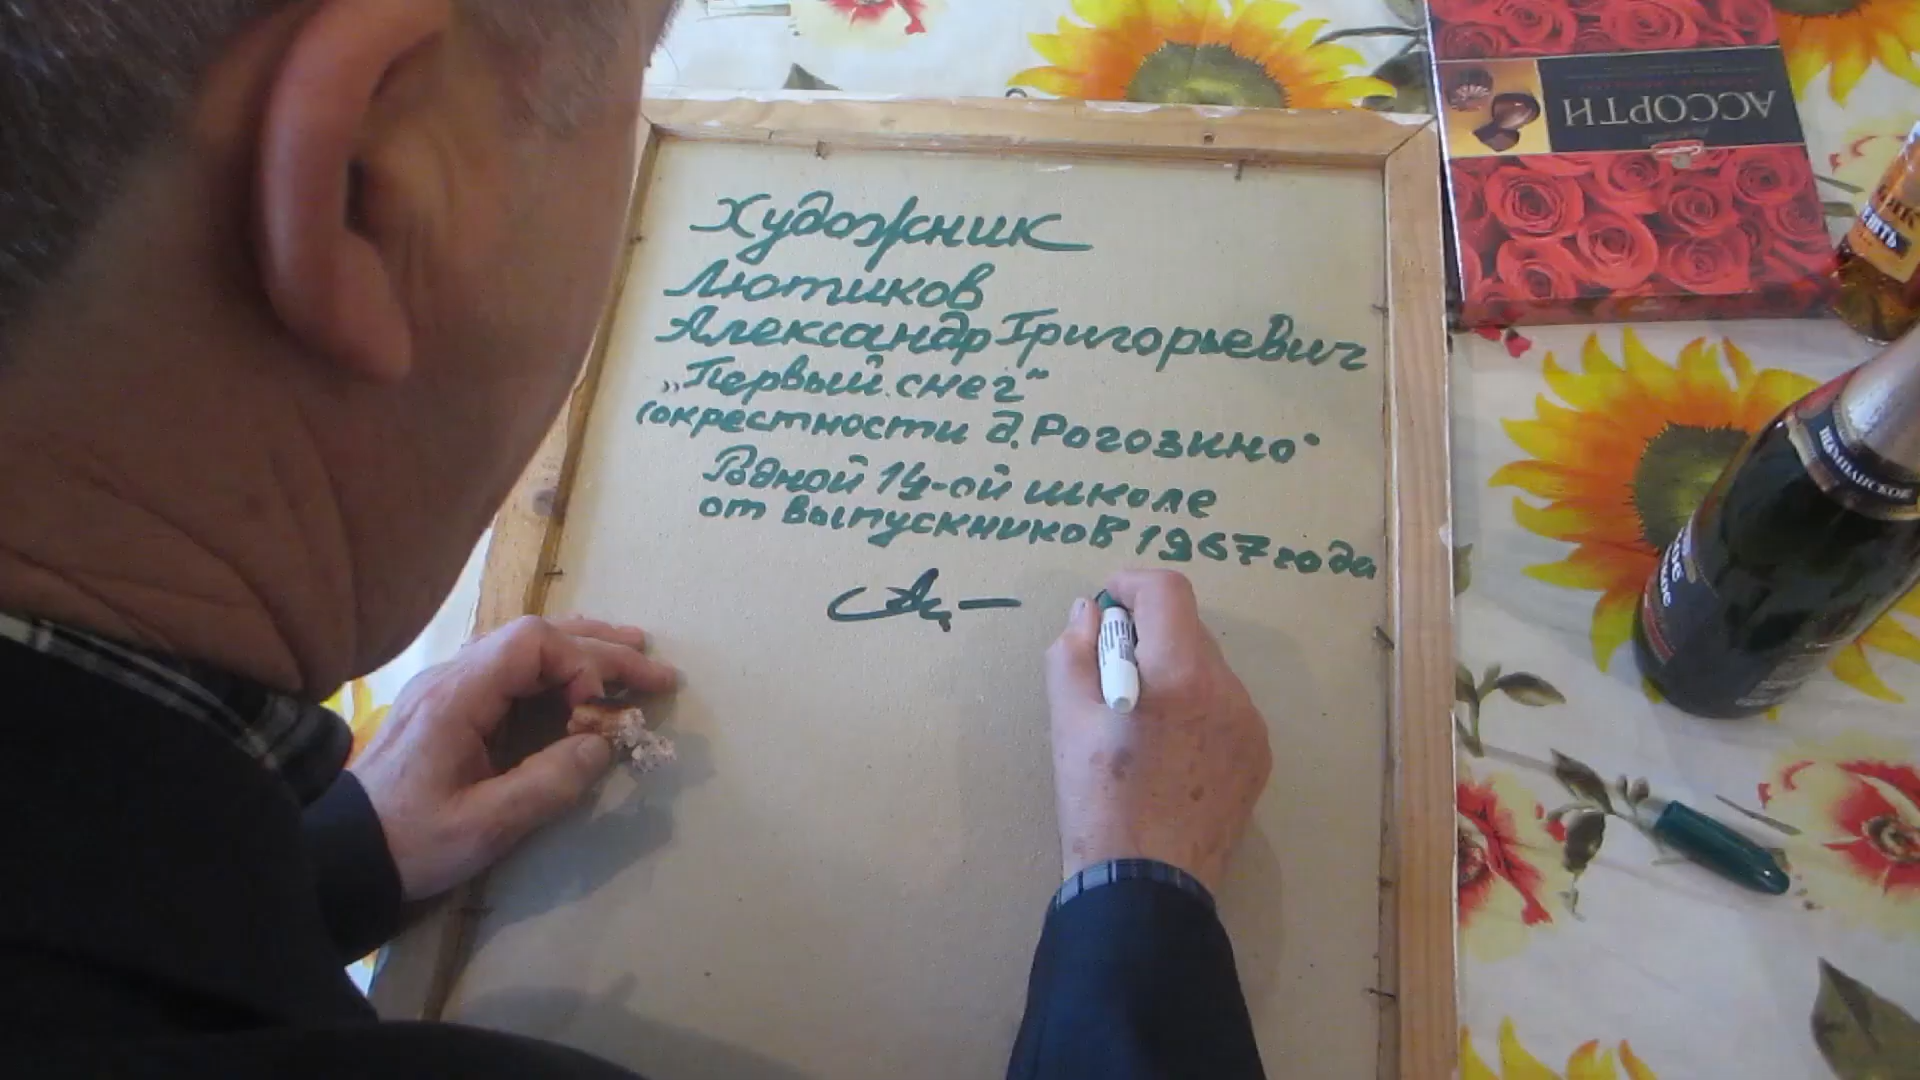 Художник
Лютиков
Александр Григорьевич
„Первый снег“
(окрестности д. Рогозино"
Родной 14-ой школе
от выпускников 1967 года
АССОРТИ